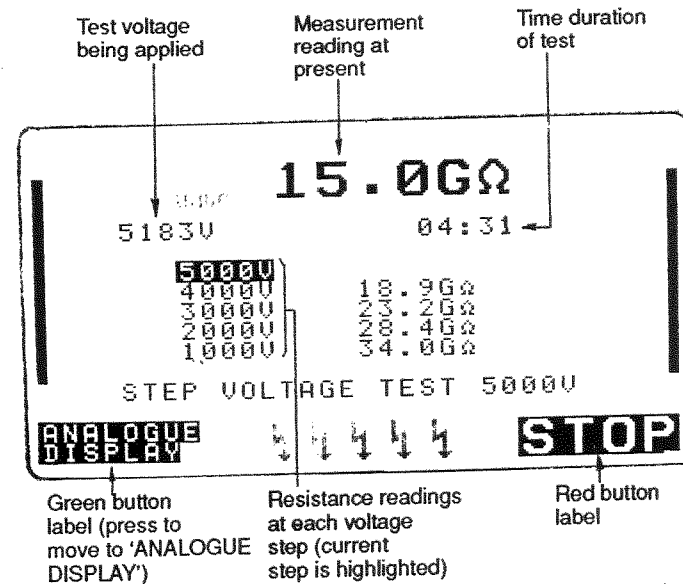 Test voltage
being applied
Measurement
reading at
present
Time duration
of test
15.0GΩ
5183V
04:31
5000V
4000V 18.9GΩ
3000V 23.2GΩ
2000V 28.4GΩ
1000V 34.0GΩ
STEP VOLTAGE TEST 5000V
ANALOGUE
DISPLAY
STOP
Green button
label (press to
move to 'ANALOGUE
DISPLAY')
Resistance readings
at each voltage
step (current
step is highlighted)
Red button
label